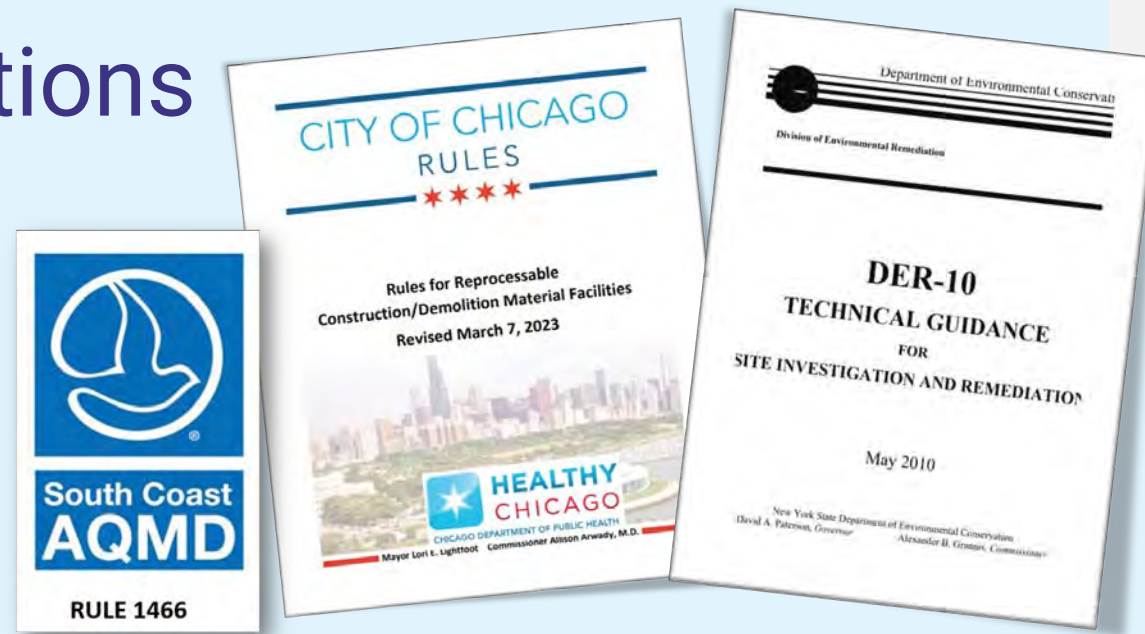 tions
South Coast
AQMD
RULE 1466
CITY OF CHICAGO
RULES
Rules for Reprocessable
Construction/Demolition Material Facilities
Revised March 7, 2023
HEALTHY
CHICAGO
CHICAGO DEPARTMENT OF PUBLIC HEALTH
Mayor Lori E. Lightfoot Commissioner Allison Arwady, M.D.
Department of Environmental Conservati
Division of Environmental Remediation
DER-10
TECHNICAL GUIDANCE
FOR
SITE INVESTIGATION AND REMEDIATION
May 2010
New York State Department of Environmental Conservation
David A. Paterson, Governor Alexander B. Grannis, Commissioner